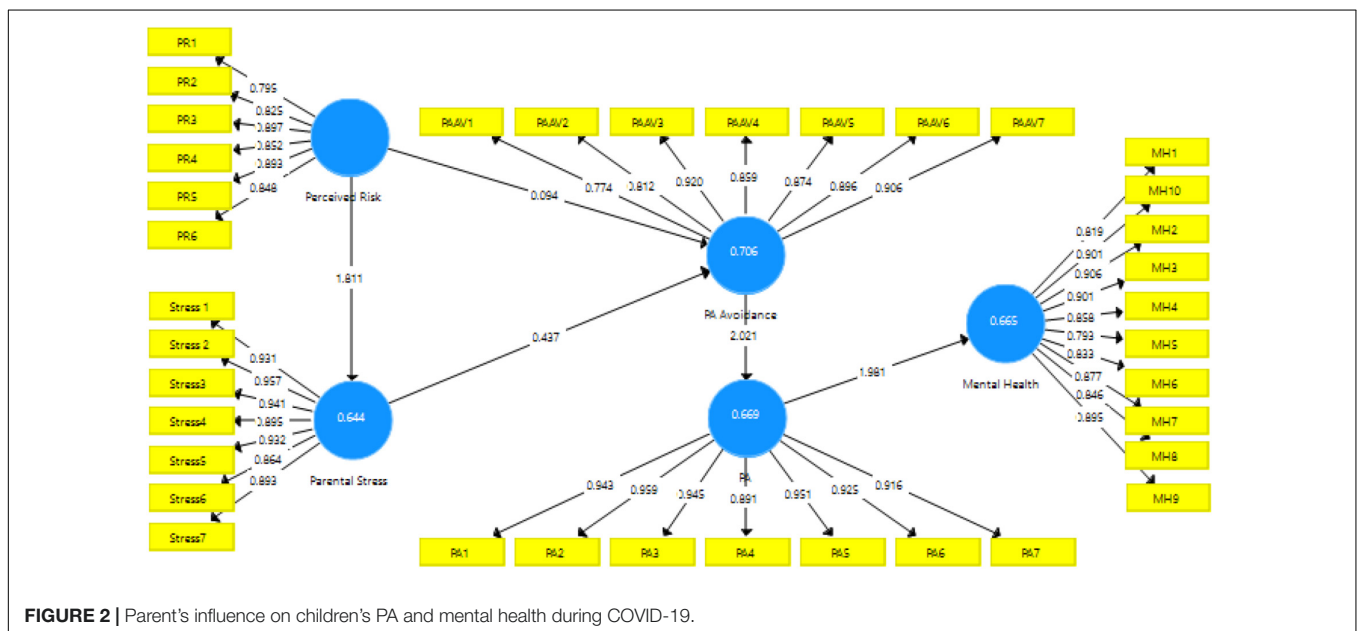 PR1
PR2
PR3
PR4
PR5
PR6
0.795
0.825
0.897
0.852
0.893
0.848
Perceived Risk
1.811
0.094
PAAV1
PAAV2
PAAV3
PAAV4
PAAV5
PAAV6
PAAV7
0.774
0.812
0.920
0.859
0.874
0.896
0.906
0.706
PA Avoidance
2.021
Stress 1
Stress 2
Stress3
Stress4
Stress5
Stress6
Stress7
0.931
0.957
0.941
0.895
0.932
0.864
0.893
0.644
Parental Stress
0.437
0.669
PA
1.981
0.943
0.959
0.945
0.891
0.951
0.925
0.916
PA1
PA2
PA3
PA4
PA5
PA6
PA7
0.665
Mental Health
0.819
0.901
0.906
0.901
0.858
0.793
0.833
0.877
0.846
0.895
MH1
MH10
MH2
MH3
MH4
MH5
MH6
MH7
MH8
MH9
FIGURE 2 | Parent's influence on children's PA and mental health during COVID-19.